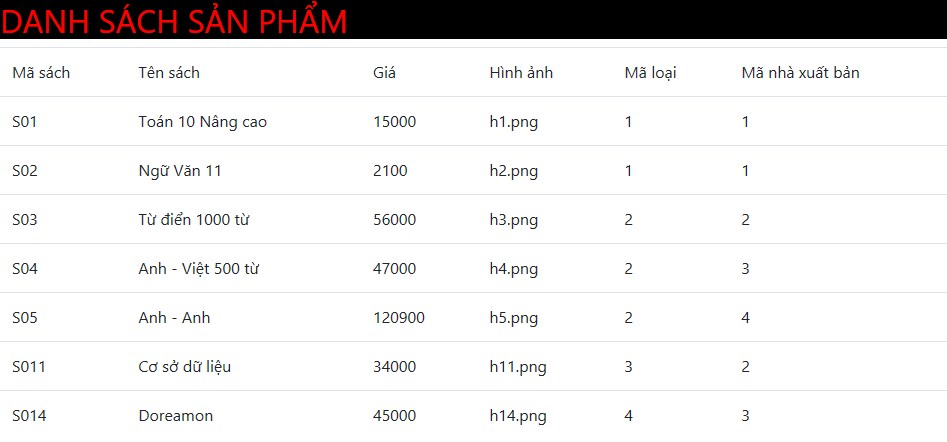 DANH SÁCH SẢN PHẨM
Mã sách Tên sách Giá Hình ảnh Mã loại Mã nhà xuất bản
S01 Toán 10 Nâng cao 15000 h1.png 1 1
S02 Ngữ Văn 11 2100 h2.png 1 1
S03 Từ điển 1000 từ 56000 h3.png 2 2
S04 Anh - Việt 500 từ 47000 h4.png 2 3
S05 Anh - Anh 120900 h5.png 2 4
S011 Cơ sở dữ liệu 34000 h11.png 3 2
S014 Doreamon 45000 h14.png 4 3